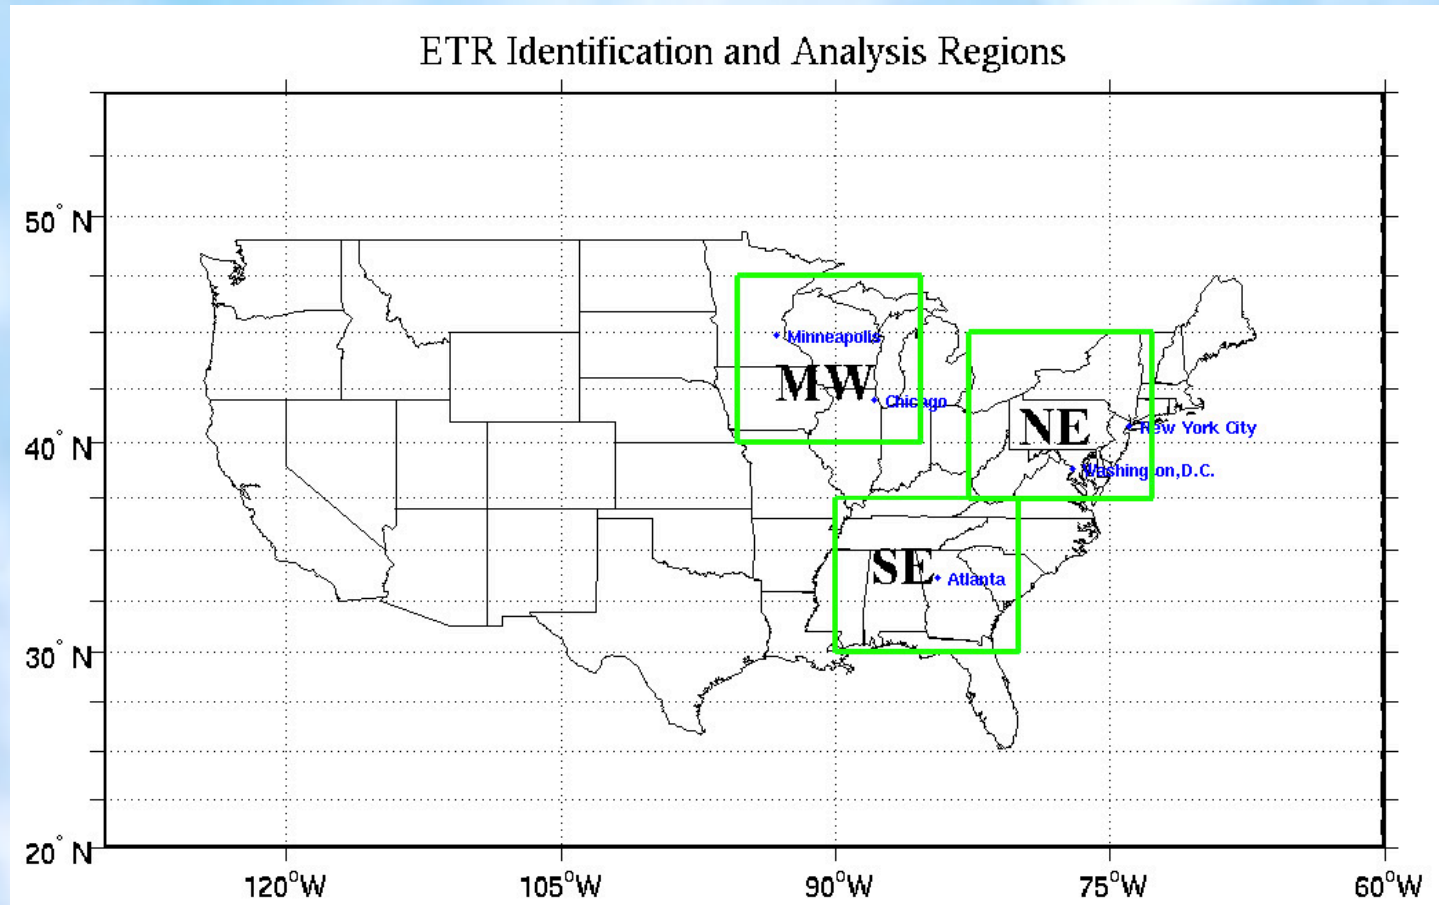 ETR Identification and Analysis Regions
50° N
Minneapolis
MW
Chicago
NE
New York City
40° N
Washington,D.C.
SE
Atlanta
30° N
20° N
120°W
105°W
90°W
75°W
60°W